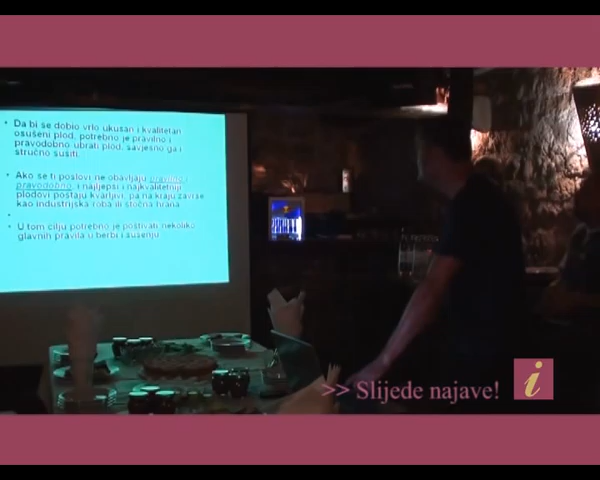 • Da bi se dobio vrlo ukusan i kvalitetan
osušeni plod, potrebno je pravilno i
pravodobno ubrati plod, savjesno ga i
stručno sušiti.
• Ako se ti poslovi ne obavljaju pravilno i
pravodobno, i najljepši i najkvalitetniji
plodovi postaju kvarljivi, pa na kraju završe
kao industrijska roba ili stočna hrana
•
• U tom cilju potrebno je poštivati nekoliko
glavnih pravila u berbi i sušenju
>> Slijede najave!
i